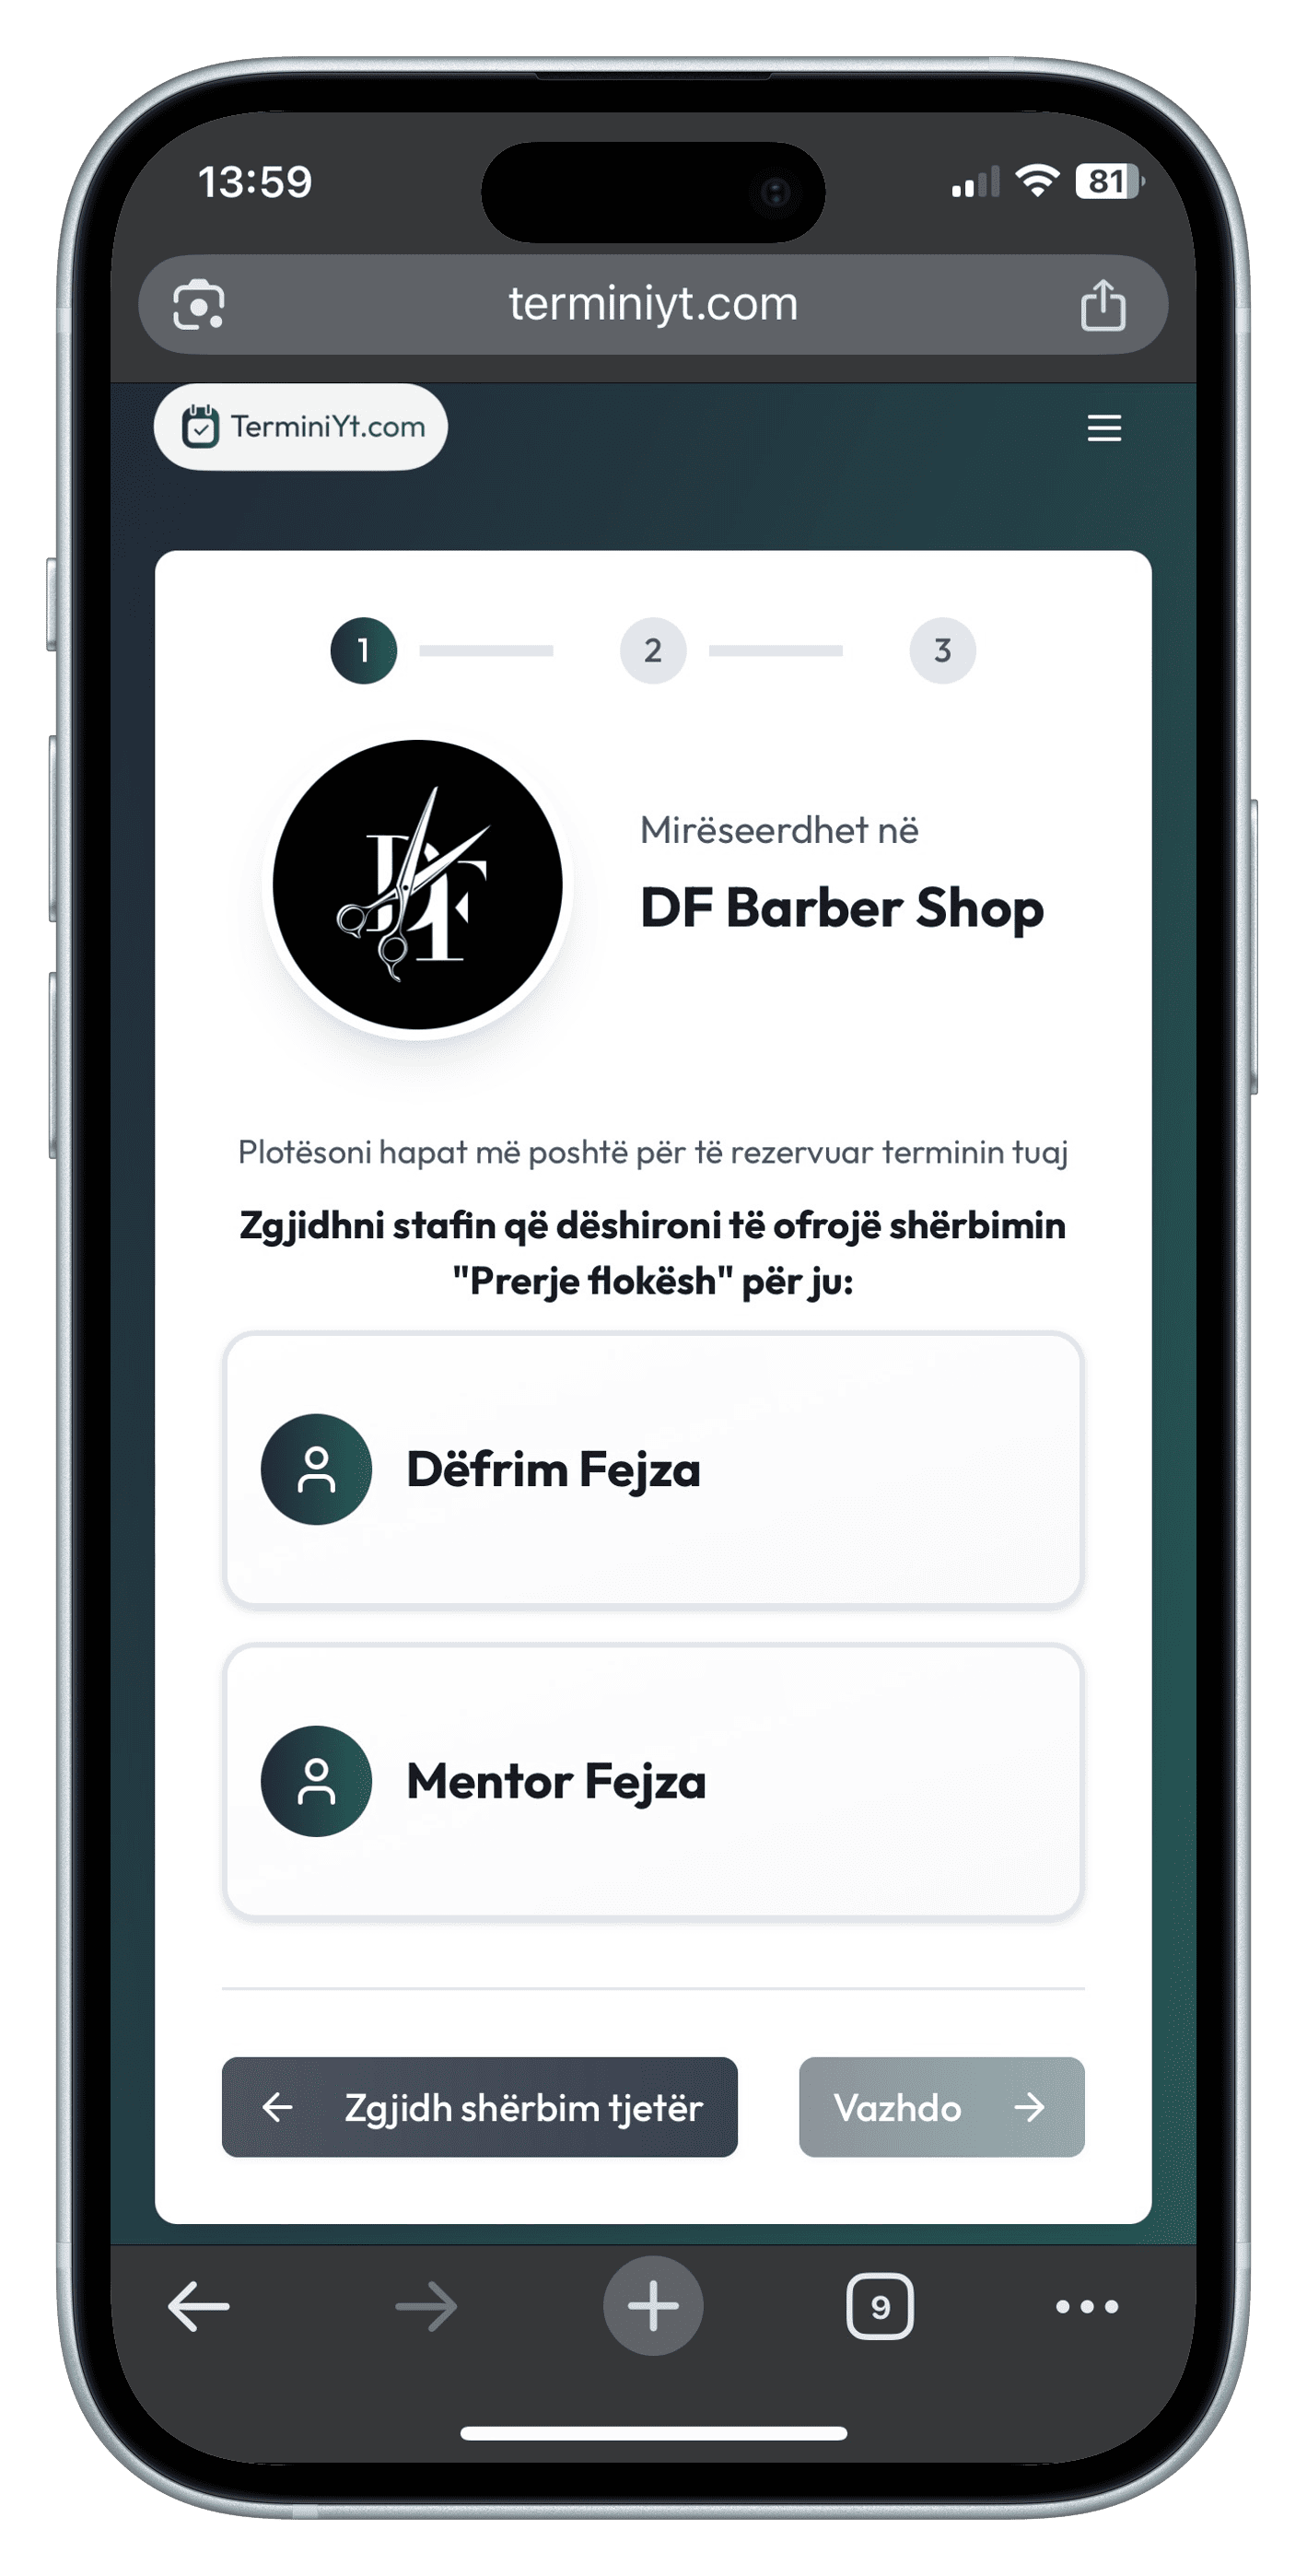 13:59
81
terminiyt.com
TerminiYt.com
1 2 3
DF
Mirëseerdhet në
DF Barber Shop
Plotësoni hapat më poshtë për të rezervuar terminin tuaj
Zgjidhni stafin që dëshironi të ofrojë shërbimin
"Prerje flokësh" për ju:
Dëfrim Fejza
Mentor Fejza
Zgjidh shërbim tjetër
Vazhdo
9